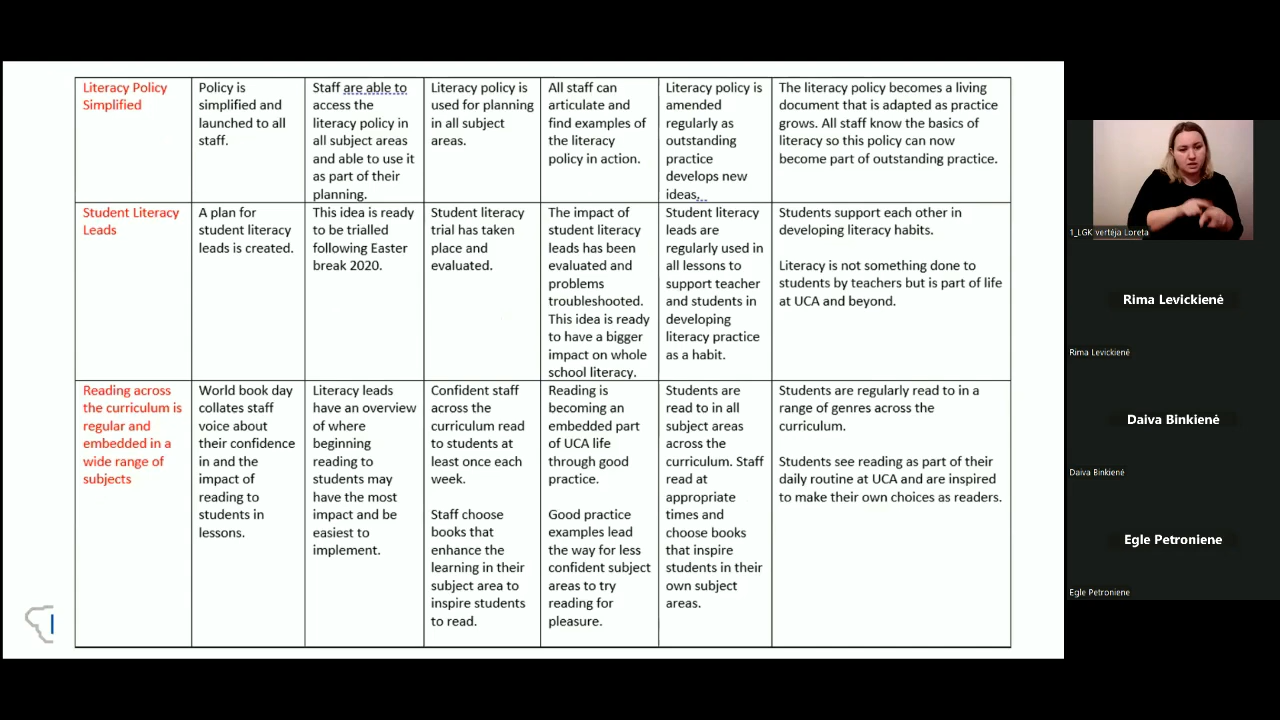 Literacy Policy
Simplified
Policy is
simplified and
launched to all
staff.
Staff are able to
access the
literacy policy in
all subject areas
and able to use it
as part of their
planning.
Literacy policy is
used for planning
in all subject
areas.
All staff can
articulate and
find examples of
the literacy
policy in action.
Literacy policy is
amended
regularly as
outstanding
practice
develops new
ideas..
The literacy policy becomes a living
document that is adapted as practice
grows. All staff know the basics of
literacy so this policy can now
become part of outstanding practice.
Student Literacy
Leads
A plan for
student literacy
leads is created.
This idea is ready
to be trialled
following Easter
break 2020.
Student literacy
trial has taken
place and
evaluated.
The impact of
student literacy
leads has been
evaluated and
problems
troubleshooted.
This idea is ready
to have a bigger
impact on whole
school literacy.
Student literacy
leads are
regularly used in
all lessons to
support teacher
and students in
developing
literacy practice
as a habit.
Students support each other in
developing literacy habits.
Literacy is not something done to
students by teachers but is part of life
at UCA and beyond.
Reading across
the curriculum is
regular and
embedded in a
wide range of
subjects
World book day
collates staff
voice about
their confidence
in and the
impact of
reading to
students in
lessons.
Literacy leads
have an overview
of where
beginning
reading to
students may
have the most
impact and be
easiest to
implement.
Confident staff
across the
curriculum read
to students at
least once each
week.
Staff choose
books that
enhance the
learning in their
subject area to
inspire students
to read.
Reading is
becoming an
embedded part
of UCA life
through good
practice.
Good practice
examples lead
the way for less
confident subject
areas to try
reading for
pleasure.
Students are
read to in all
subject areas
across the
curriculum. Staff
read at
appropriate
times and
choose books
that inspire
students in their
own subject
areas.
Students are regularly read to in a
range of genres across the
curriculum.
Students see reading as part of their
daily routine at UCA and are inspired
to make their own choices as readers.
1_LGK vertėja Loreta
Rima Levickienė
Rima Levickienė
Daiva Binkienė
Daiva Binkienė
Egle Petroniene
Egle Petroniene